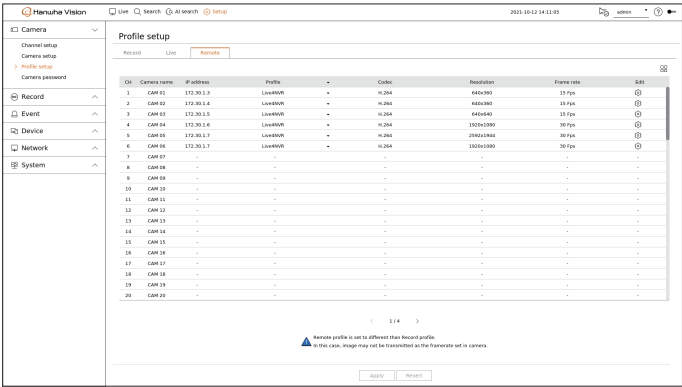 Hanwha Vision
Live Search AI search Setup 2021-10-12 14:11:05 admin
Camera
Channel setup
Camera setup
> Profile setup
Camera password
Record
Event
Device
Network
System
Profile setup
Record Live Remote
CH Camera name IP address Profile Codec Resolution Frame rate Edit
1 CAM 01 172.30.1.3 Live4NVR H.264 640x360 15 Fps
2 CAM 02 172.30.1.4 Live4NVR H.264 640x360 15 Fps
3 CAM 03 172.30.1.5 Live4NVR H.264 640x640 15 Fps
4 CAM 04 172.30.1.6 Live4NVR H.264 1920x1080 30 Fps
5 CAM 05 172.30.1.7 Live4NVR H.264 2592x1944 30 Fps
6 CAM 06 172.30.1.7 Live4NVR H.264 1920x1080 30 Fps
7 CAM 07 - - - - - -
8 CAM 08 - - - - - -
9 CAM 09 - - - - - -
10 CAM 10 - - - - - -
11 CAM 11 - - - - - -
12 CAM 12 - - - - - -
13 CAM 13 - - - - - -
14 CAM 14 - - - - - -
15 CAM 15 - - - - - -
16 CAM 16 - - - - - -
17 CAM 17 - - - - - -
18 CAM 18 - - - - - -
19 CAM 19 - - - - - -
20 CAM 20 - - - - - -
< 1 / 4 >
Remote profile is set to different than Record profile.
In this case, image may not be transmitted as the framerate set in camera.
Apply Revert